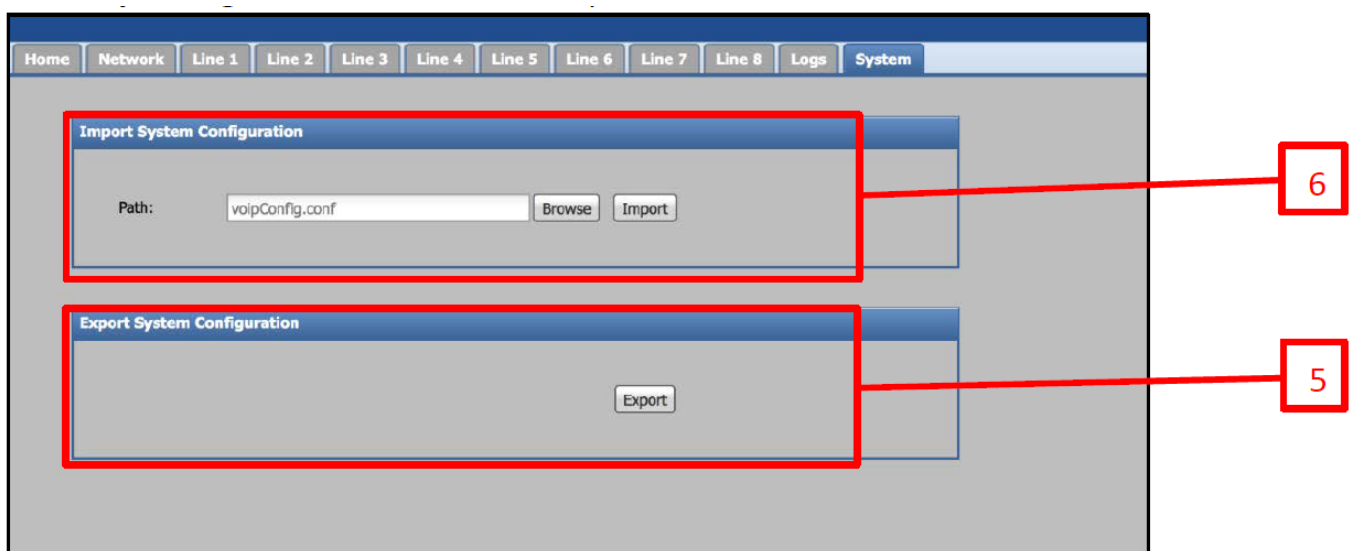 Home Network Line 1 Line 2 Line 3 Line 4 Line 5 Line 6 Line 7 Line 8 Logs System
Import System Configuration
6
Path: voipConfig.conf Browse Import
Export System Configuration
5
Export